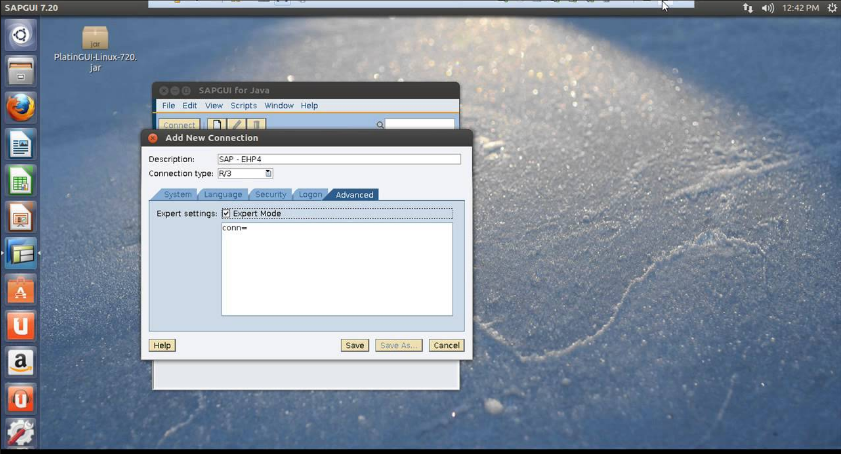 SAPGUI 7.20
12:42 PM
jar
PlatinGUI-Linux-720.
jar
SAPGUI for Java
File Edit View Scripts Window Help
Connect
Add New Connection
Description: SAP - EHP4
Connection type: R/3
System Language Security Logon Advanced
Expert settings: Expert Mode
conn=
Help Save Save As... Cancel